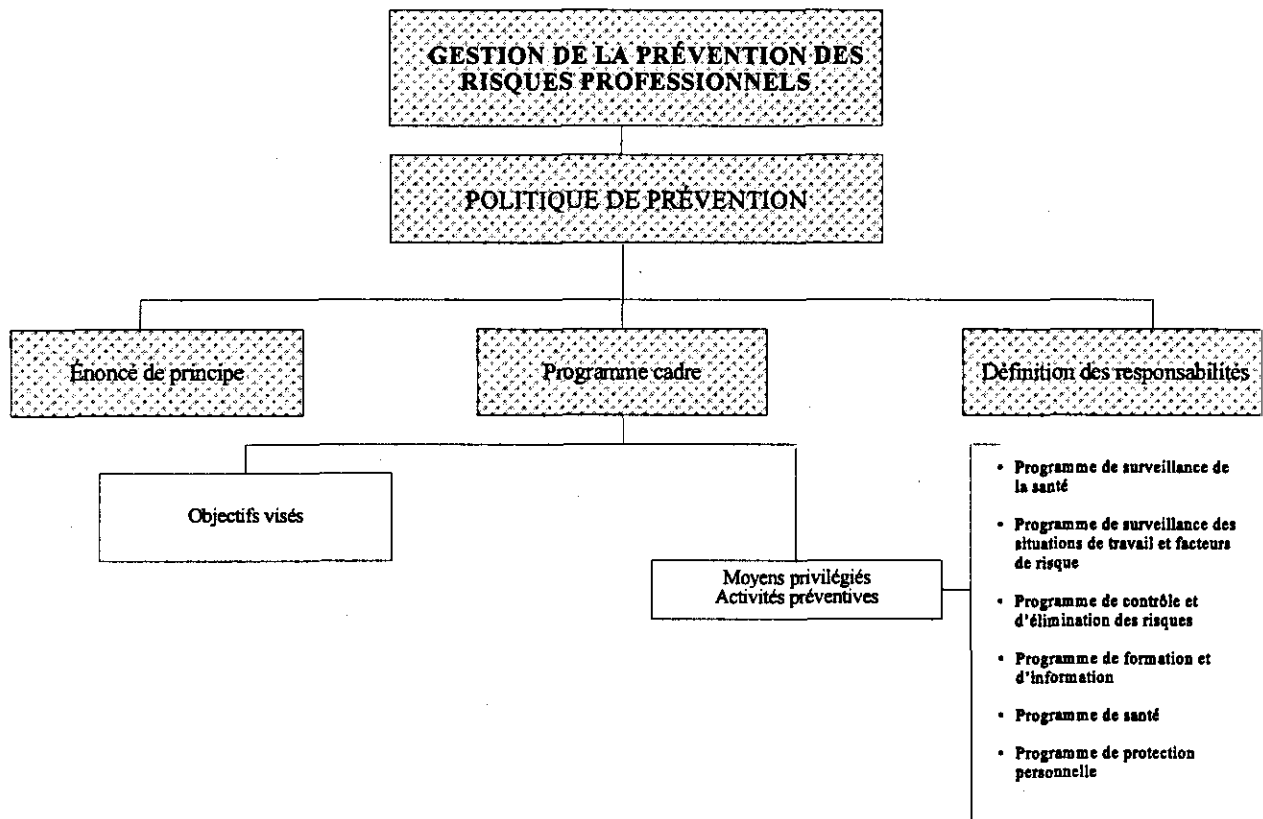 GESTION DE LA PRÉVENTION DES
RISQUES PROFESSIONNELS
POLITIQUE DE PRÉVENTION
Énoncé de principe
Programme cadre
Définition des responsabilités
Objectifs visés
Moyens privilégiés
Activités préventives
• Programme de surveillance de
la santé
• Programme de surveillance des
situations de travail et facteurs
de risque
• Programme de contrôle et
d'élimination des risques
• Programme de formation et
d'information
• Programme de santé
• Programme de protection
personnelle